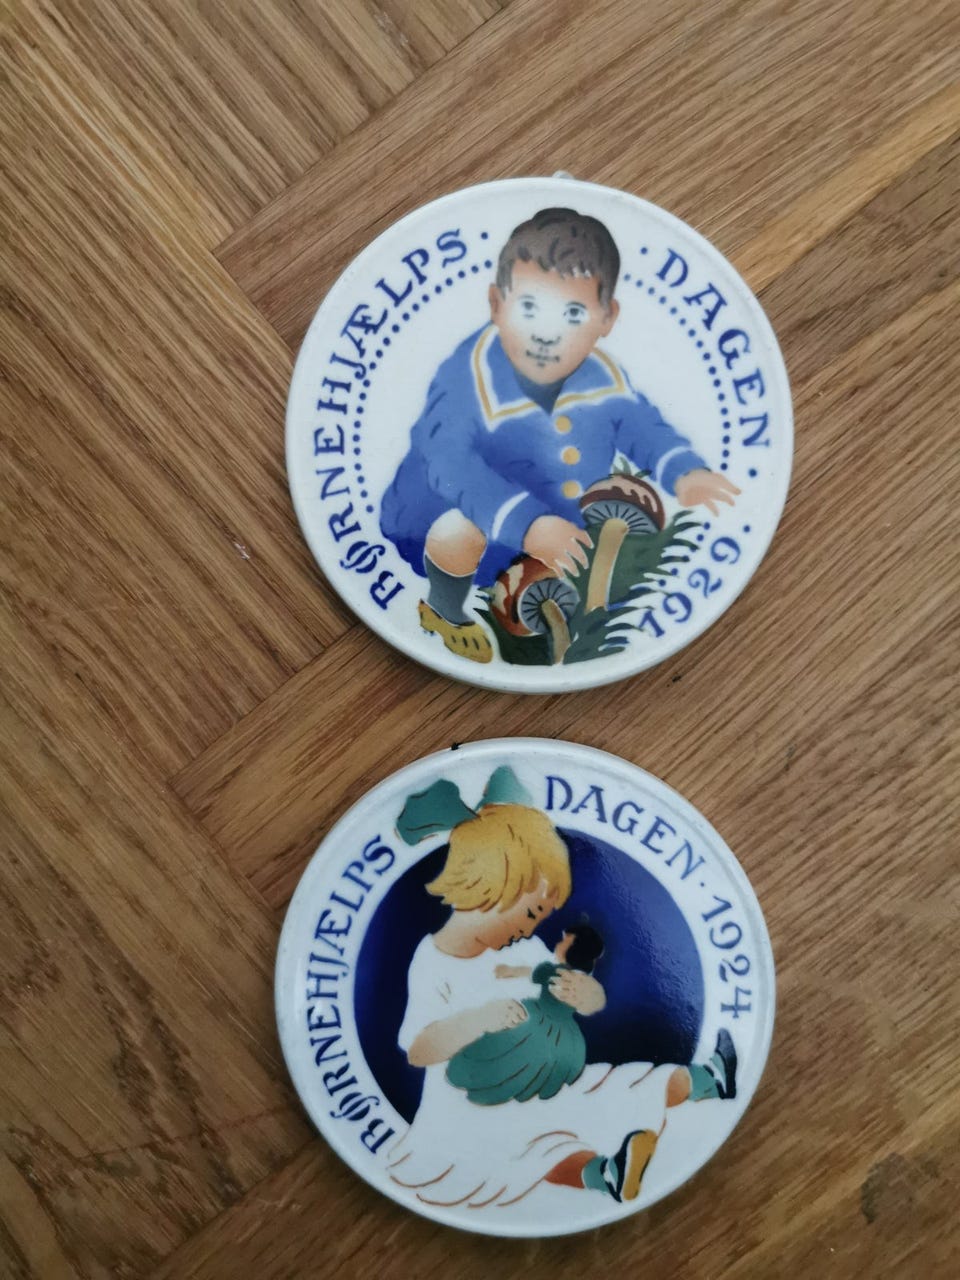 BØRNEHJÆLPS · DAGEN · 1929 ·
BØRNEHJÆLPS DAGEN · 1924